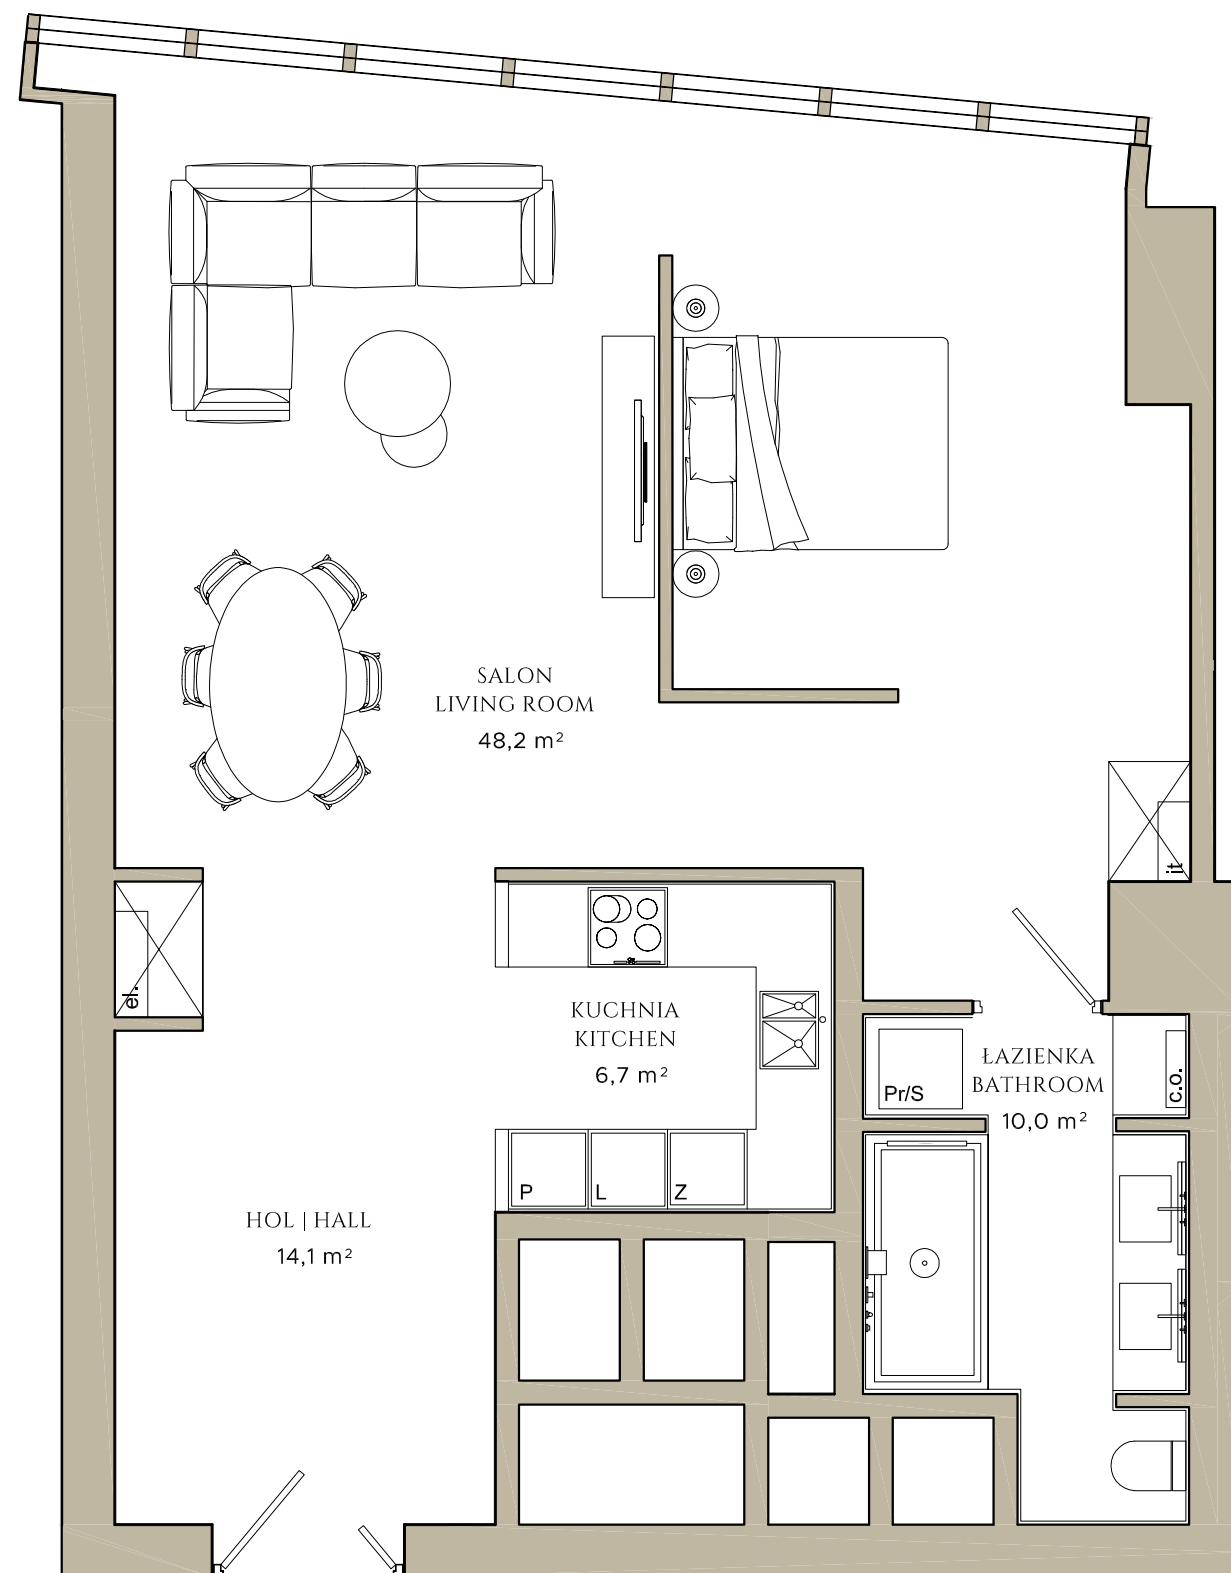 SALON
LIVING ROOM
48,2 m²
it
el.
KUCHNIA
KITCHEN
6,7 m²
ŁAZIENKA
BATHROOM
10,0 m²
Pr/S
c.o.
P
L
Z
HOL | HALL
14,1 m²